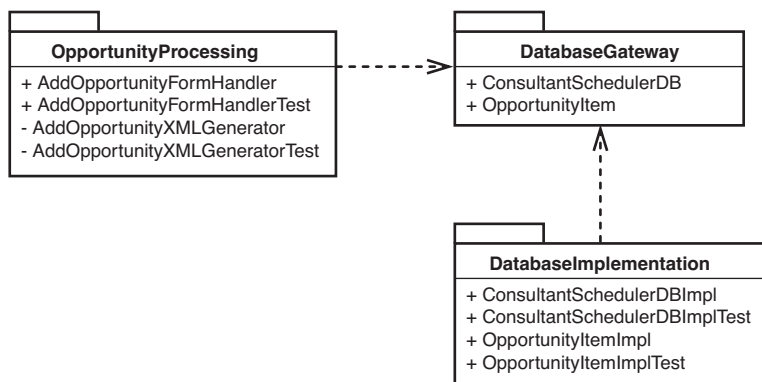 OpportunityProcessing
+ AddOpportunityFormHandler
+ AddOpportunityFormHandlerTest
- AddOpportunityXMLGenerator
- AddOpportunityXMLGeneratorTest
DatabaseGateway
+ ConsultantSchedulerDB
+ OpportunityItem
DatabaseImplementation
+ ConsultantSchedulerDBImpl
+ ConsultantSchedulerDBImplTest
+ OpportunityItemImpl
+ OpportunityItemImplTest